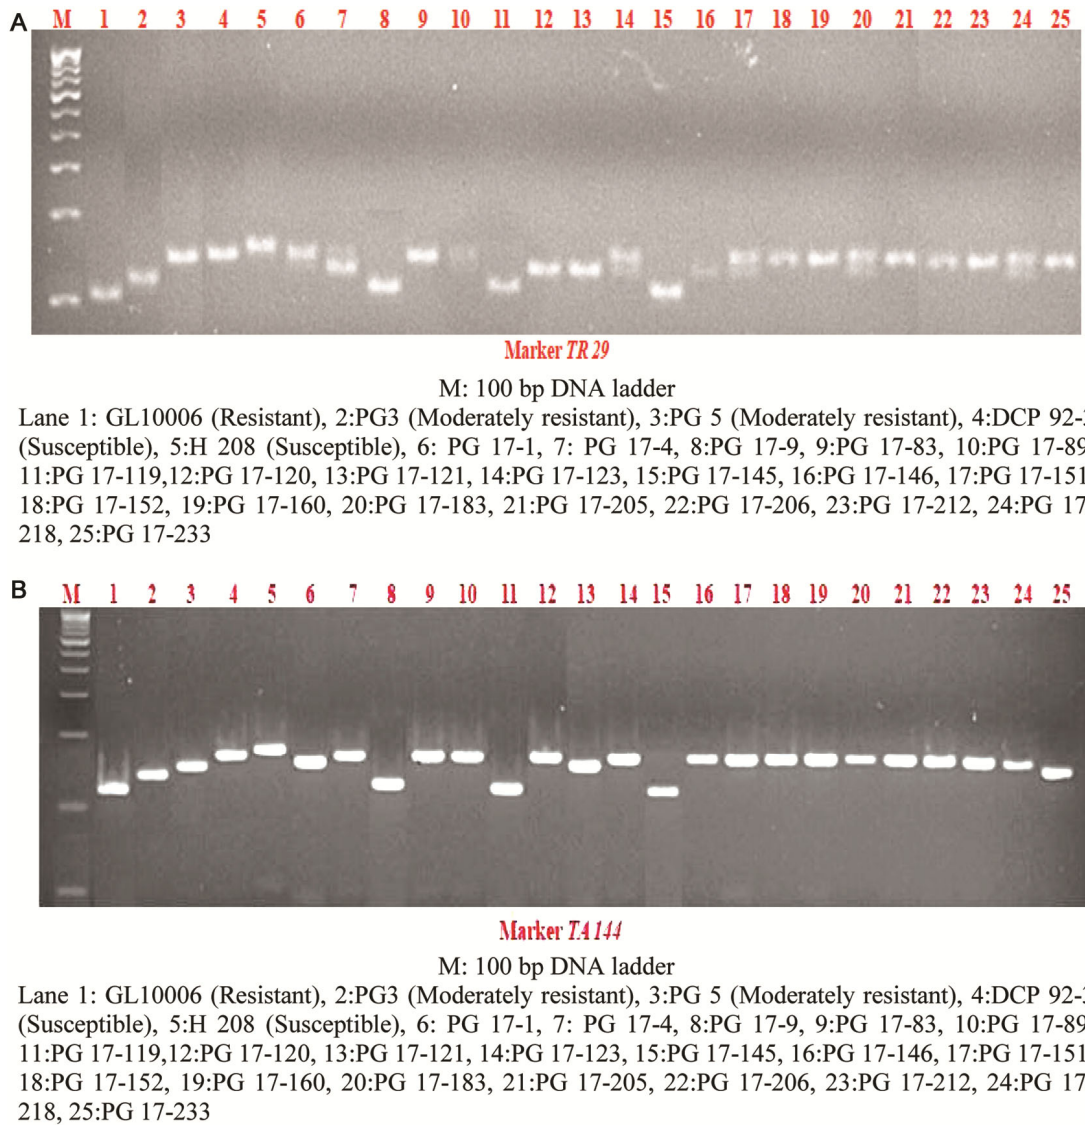 A
M 1 2 3 4 5 6 7 8 9 10 11 12 13 14 15 16 17 18 19 20 21 22 23 24 25
Marker TR 29
M: 100 bp DNA ladder
Lane 1: GL10006 (Resistant), 2:PG3 (Moderately resistant), 3:PG 5 (Moderately resistant), 4:DCP 92-
(Susceptible), 5:H 208 (Susceptible), 6: PG 17-1, 7: PG 17-4, 8:PG 17-9, 9:PG 17-83, 10:PG 17-89
11:PG 17-119,12:PG 17-120, 13:PG 17-121, 14:PG 17-123, 15:PG 17-145, 16:PG 17-146, 17:PG 17-151
18:PG 17-152, 19:PG 17-160, 20:PG 17-183, 21:PG 17-205, 22:PG 17-206, 23:PG 17-212, 24:PG 17
218, 25:PG 17-233
B
M 1 2 3 4 5 6 7 8 9 10 11 12 13 14 15 16 17 18 19 20 21 22 23 24 25
Marker TA 144
M: 100 bp DNA ladder
Lane 1: GL10006 (Resistant), 2:PG3 (Moderately resistant), 3:PG 5 (Moderately resistant), 4:DCP 92-
(Susceptible), 5:H 208 (Susceptible), 6: PG 17-1, 7: PG 17-4, 8:PG 17-9, 9:PG 17-83, 10:PG 17-89
11:PG 17-119,12:PG 17-120, 13:PG 17-121, 14:PG 17-123, 15:PG 17-145, 16:PG 17-146, 17:PG 17-151
18:PG 17-152, 19:PG 17-160, 20:PG 17-183, 21:PG 17-205, 22:PG 17-206, 23:PG 17-212, 24:PG 17
218, 25:PG 17-233